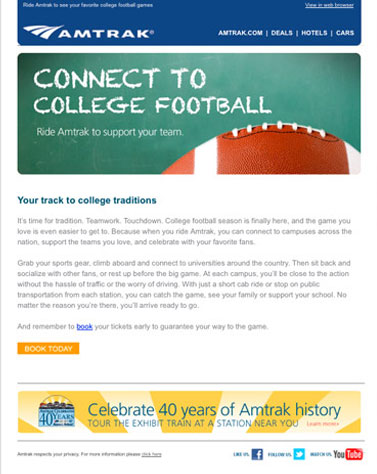 Ride Amtrak to see your favorite college football games
View in web browser
AMTRAK®
AMTRAK.COM | DEALS | HOTELS | CARS
CONNECT TO
COLLEGE FOOTBALL
Ride Amtrak to support your team.
Your track to college traditions
It's time for tradition. Teamwork. Touchdown. College football season is finally here, and the game you
love is even easier to get to. Because when you ride Amtrak, you can connect to campuses across the
nation, support the teams you love, and celebrate with your favorite fans.
Grab your sports gear, climb aboard and connect to universities around the country. Then sit back and
socialize with other fans, or rest up before the big game. At each campus, you'll be close to the action
without the hassle of traffic or the worry of driving. With just a short cab ride or stop on public
transportation from each station, you can catch the game, see your family or support your school. No
matter the reason you're there, you'll arrive ready to go.
And remember to book your tickets early to guarantee your way to the game.
BOOK TODAY
40 YEARS
Celebrate 40 years of Amtrak history
TOUR THE EXHIBIT TRAIN AT A STATION NEAR YOU
Learn more
Amtrak respects your privacy. For more information please click here
LIKE US
FOLLOW US
WATCH US
YouTube